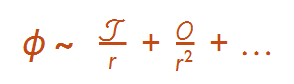 ϕ ~ 𝒥/r + 𝒪/r² + …